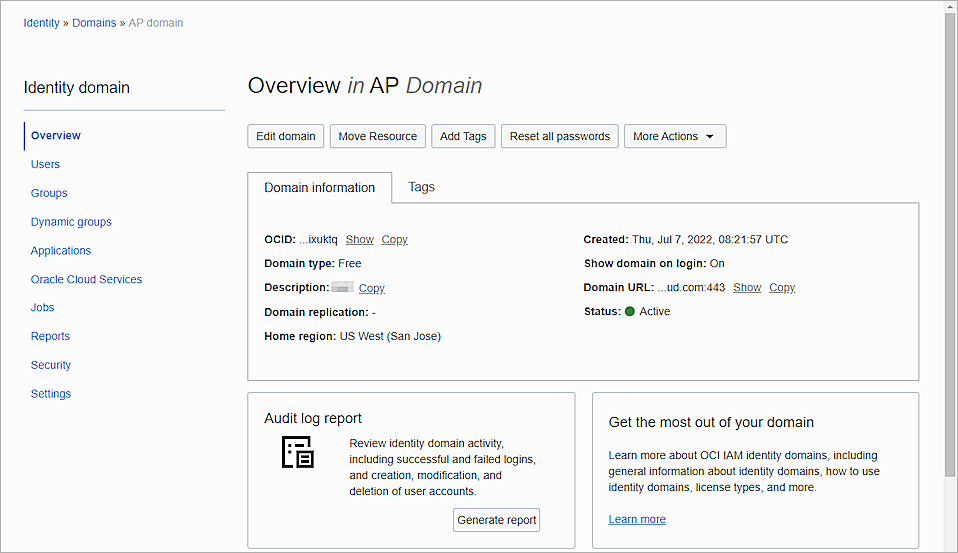 Identity » Domains » AP domain
Identity domain
Overview
Users
Groups
Dynamic groups
Applications
Oracle Cloud Services
Jobs
Reports
Security
Settings
Overview in AP Domain
Edit domain Move Resource Add Tags Reset all passwords More Actions
Domain information Tags
OCID: ...ixuktq Show Copy
Domain type: Free
Description: Copy
Domain replication: -
Home region: US West (San Jose)
Created: Thu, Jul 7, 2022, 08:21:57 UTC
Show domain on login: On
Domain URL: ...ud.com:443 Show Copy
Status: Active
Audit log report
Review identity domain activity,
including successful and failed logins,
and creation, modification, and
deletion of user accounts.
Generate report
Get the most out of your domain
Learn more about OCI IAM identity domains, including
general information about identity domains, how to use
identity domains, license types, and more.
Learn more